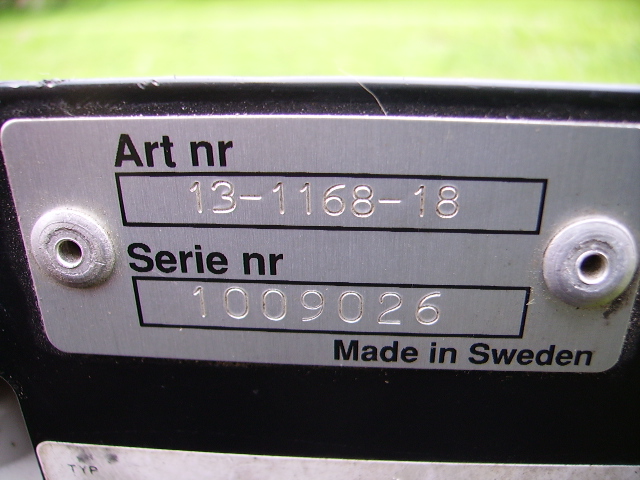 Art nr
13-1168-18
Serie nr
1009026
Made in Sweden
TYP